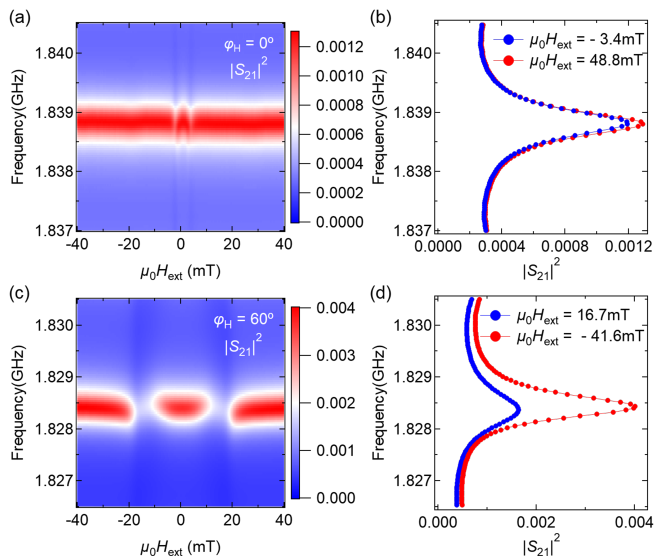 (a)
φH = 0º
|S21|²
Frequency(GHz)
1.840
1.839
1.838
1.837
-40
-20
0
20
40
μ0Hext (mT)
0.0012
0.0010
0.0008
0.0006
0.0004
0.0002
0.0000
(b)
μ0Hext = - 3.4mT
μ0Hext = 48.8mT
Frequency(GHz)
1.840
1.839
1.838
1.837
0.0000
0.0004
0.0008
0.0012
|S21|²
(c)
φH = 60º
|S21|²
Frequency(GHz)
1.830
1.829
1.828
1.827
-40
-20
0
20
40
μ0Hext (mT)
0.004
0.003
0.002
0.001
0.000
(d)
μ0Hext = 16.7mT
μ0Hext = - 41.6mT
Frequency(GHz)
1.830
1.829
1.828
1.827
0.000
0.002
0.004
|S21|²